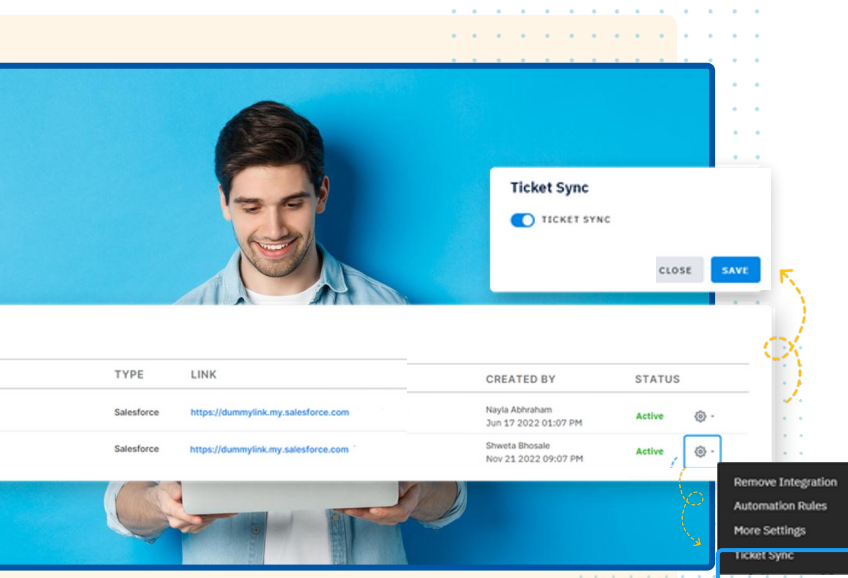 Ticket Sync
TICKET SYNC
CLOSE SAVE
TYPE LINK CREATED BY STATUS
Salesforce https://dummylink.my.salesforce.com Nayla Abhraham Active
Jun 17 2022 01:07 PM
Salesforce https://dummylink.my.salesforce.com Shweta Bhosale Active
Nov 21 2022 09:07 PM
Remove Integration
Automation Rules
More Settings
Ticket Sync